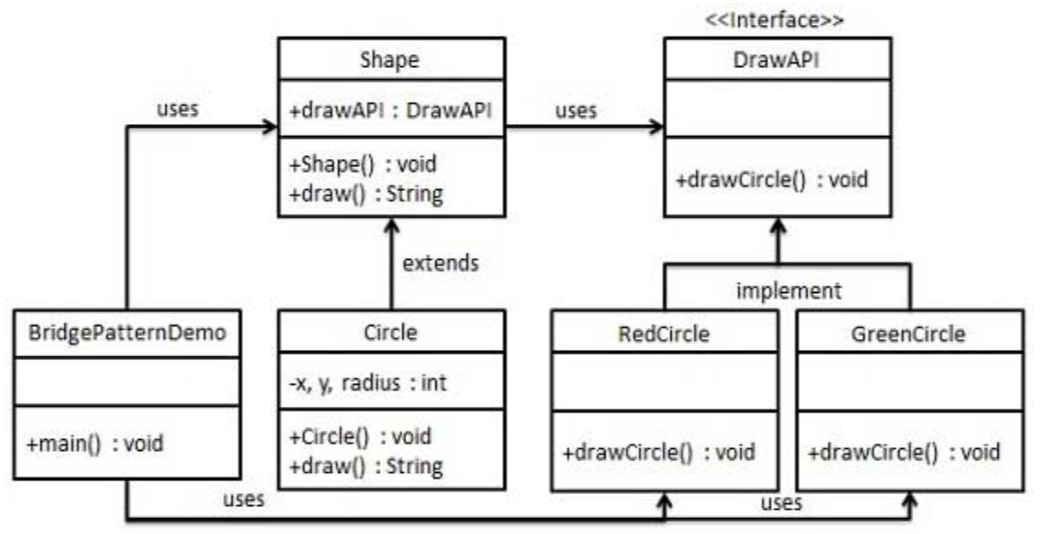 <<Interface>>
Shape
DrawAPI
+drawAPI : DrawAPI
uses
uses
+Shape() : void
+draw() : String
+drawCircle() : void
extends
implement
BridgePatternDemo
Circle
RedCircle
GreenCircle
-x, y, radius : int
+main() : void
+Circle() : void
+draw() : String
+drawCircle() : void
+drawCircle() : void
uses
uses